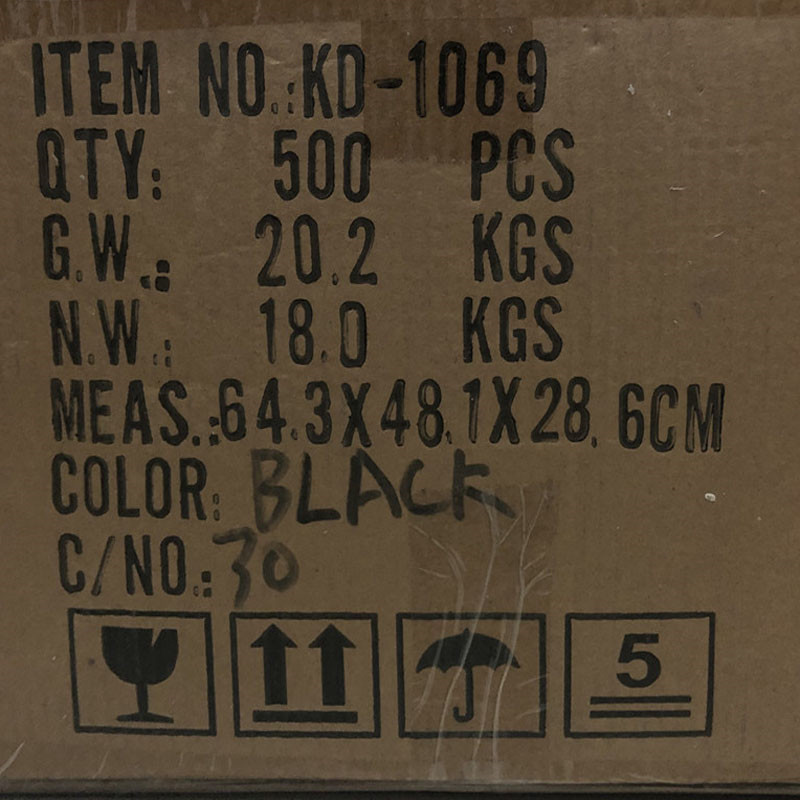 ITEM NO.:KD-1069
QTY: 500 PCS
G.W.: 20.2 KGS
N.W.: 18.0 KGS
MEAS.:64.3X48.1X28.6CM
COLOR: BLACK
C/NO.: 30
5